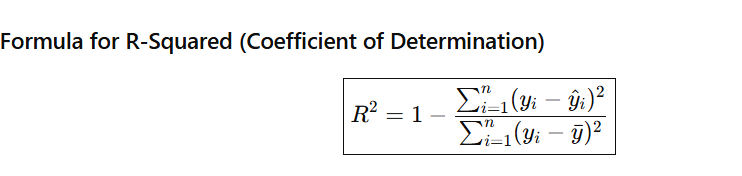 Formula for R-Squared (Coefficient of Determination)
R² = 1 − \frac{\sum_{i=1}^{n}(y_i − \hat{y}_i)^2}{\sum_{i=1}^{n}(y_i − \bar{y})^2}